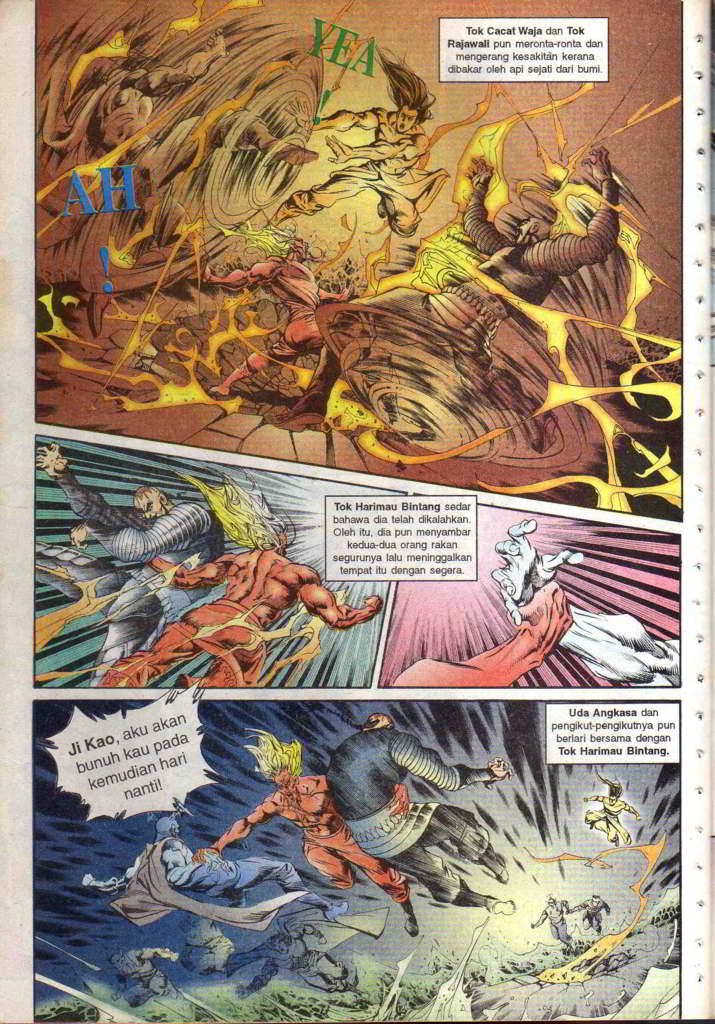 YEA
!
Tok Cacat Waja dan Tok
Rajawali pun meronta-ronta dan
mengerang kesakitan kerana
dibakar oleh api sejati dari bumi.
AH
!
Tok Harimau Bintang sedar
bahawa dia telah dikalahkan.
Oleh itu, dia pun menyambar
kedua-dua orang rakan
segurunya lalu meninggalkan
tempat itu dengan segera.
Ji Kao, aku akan
bunuh kau pada
kemudian hari
nanti!
Uda Angkasa dan
pengikut-pengikutnya pun
berlari bersama dengan
Tok Harimau Bintang.